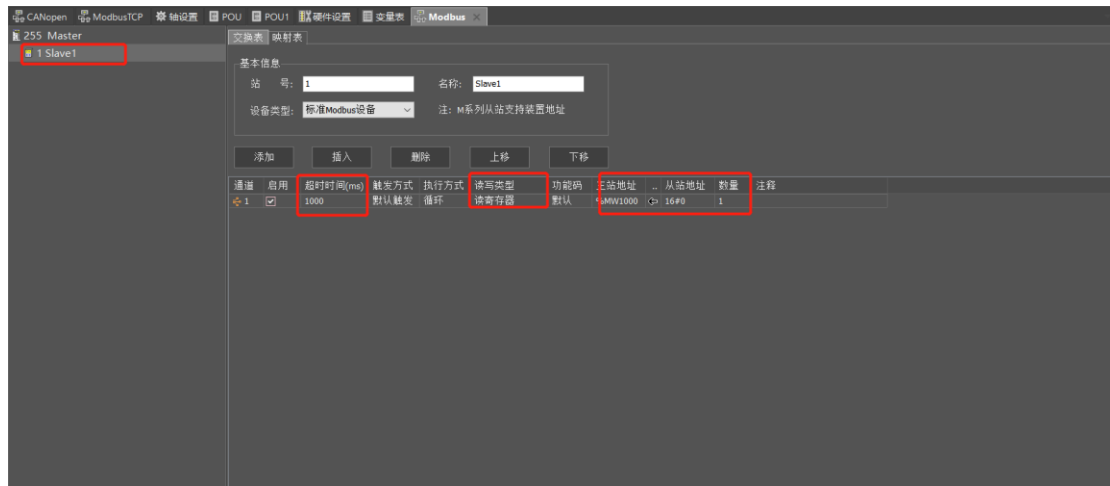 CANopen ModbusTCP 轴设置 POU POU1 硬件设置 变量表 Modbus ×
255 Master
1 Slave1
交换表 映射表
基本信息
站 号: 1 名称: Slave1
设备类型: 标准Modbus设备 注: M系列从站支持装置地址
添加 插入 删除 上移 下移
通道 启用 超时时间(ms) 触发方式 执行方式 读写类型 功能码 主站地址 .. 从站地址 数量 注释
1 1000 默认触发 循环 读寄存器 默认 %MW1000 16#0 1